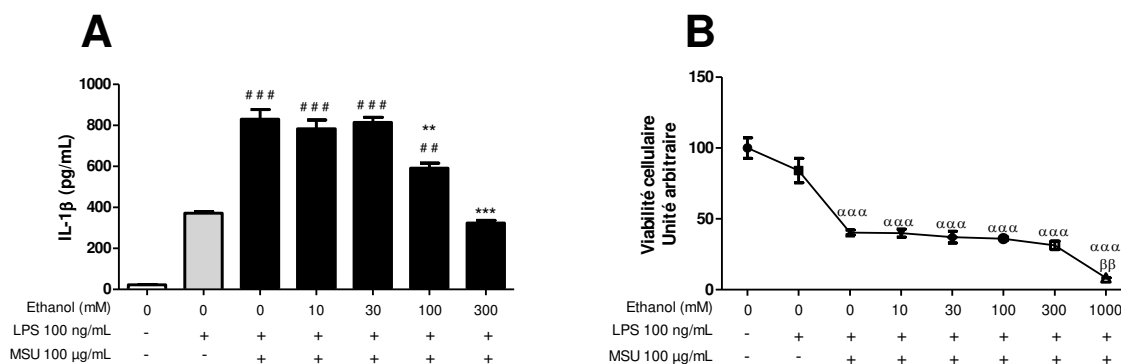 A
IL-1β (pg/mL)
1000
800
600
400
200
0
# # #
# # #
# # #
**
# #
***
Ethanol (mM) 0 0 0 10 30 100 300
LPS 100 ng/mL - + + + + + +
MSU 100 µg/mL - - + + + + +
B
Viabilité cellulaire
Unité arbitraire
150
100
50
0
ααα
ααα
ααα
ααα
ααα
ααα
ββ
Ethanol (mM) 0 0 0 10 30 100 300 1000
LPS 100 ng/mL - + + + + + + +
MSU 100 µg/mL - - + + + + + +